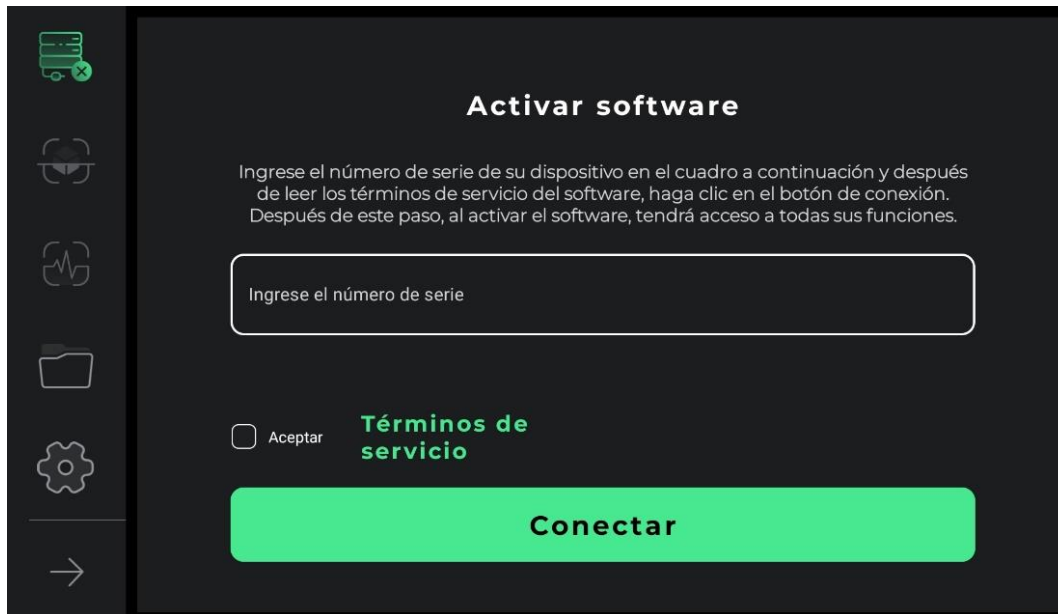 Activar software
Ingrese el número de serie de su dispositivo en el cuadro a continuación y después
de leer los términos de servicio del software, haga clic en el botón de conexión.
Después de este paso, al activar el software, tendrá acceso a todas sus funciones.
Ingrese el número de serie
Aceptar
Términos de
servicio
Conectar